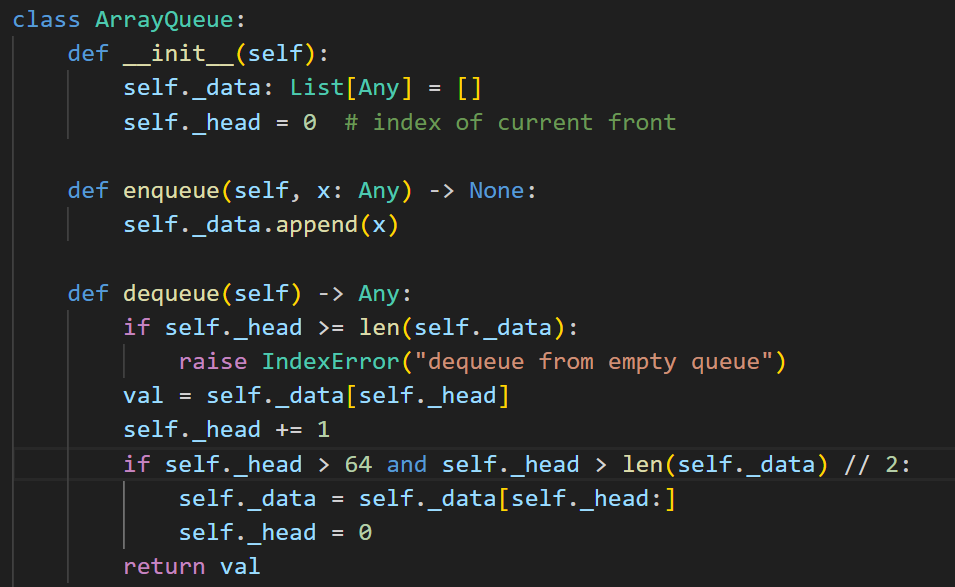 class ArrayQueue:
    def __init__(self):
        self._data: List[Any] = []
        self._head = 0  # index of current front

    def enqueue(self, x: Any) -> None:
        self._data.append(x)

    def dequeue(self) -> Any:
        if self._head >= len(self._data):
            raise IndexError("dequeue from empty queue")
        val = self._data[self._head]
        self._head += 1
        if self._head > 64 and self._head > len(self._data) // 2:
            self._data = self._data[self._head:]
            self._head = 0
        return val